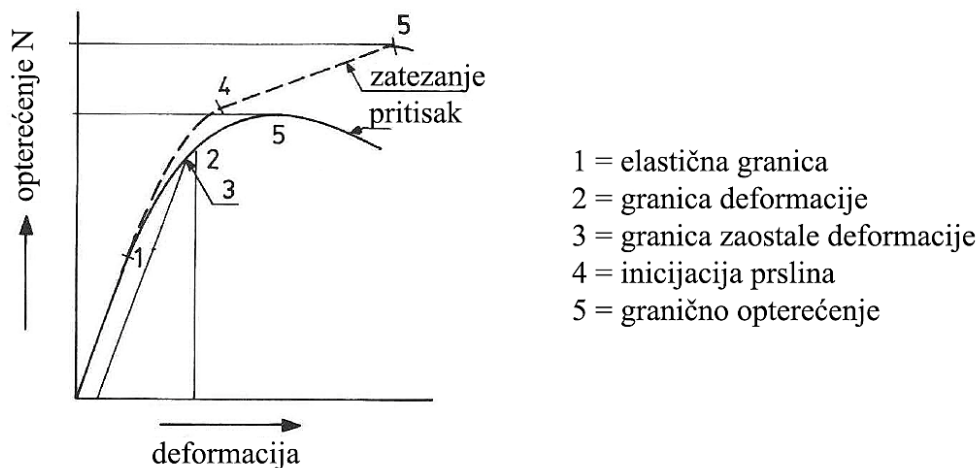 opterećenje N
5
4
zatezanje
pritisak
5
2
3
1
deformacija
1 = elastična granica
2 = granica deformacije
3 = granica zaostale deformacije
4 = inicijacija prslina
5 = granično opterećenje